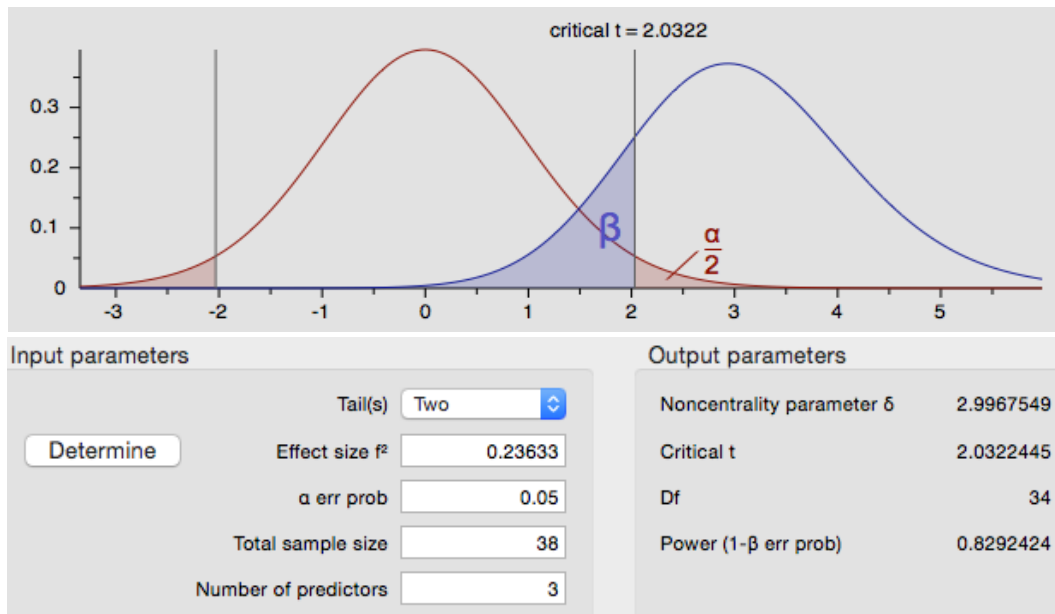 critical t = 2.0322
0.3
0.2
0.1
0
β
α
2
-3 -2 -1 0 1 2 3 4 5
Input parameters
Tail(s) Two
Determine Effect size f² 0.23633
α err prob 0.05
Total sample size 38
Number of predictors 3
Output parameters
Noncentrality parameter δ 2.9967549
Critical t 2.0322445
Df 34
Power (1-β err prob) 0.8292424